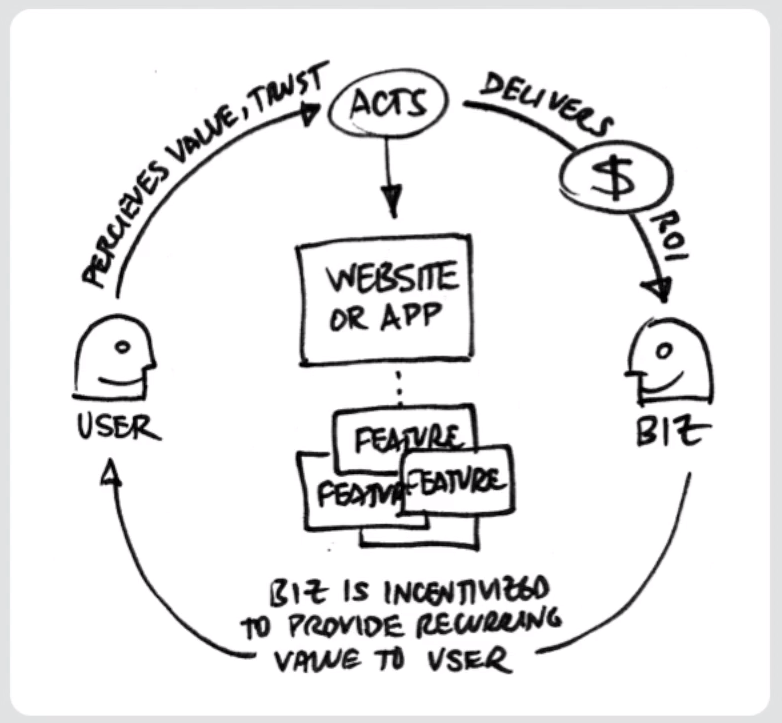 PERCIEVES VALUE, TRUST
ACTS
DELIVERS
$
ROI
WEBSITE
OR APP
USER
BIZ
FEATURE
FEATUR
FEATURE
BIZ IS INCENTIVIZED
TO PROVIDE RECURRING
VALUE TO USER